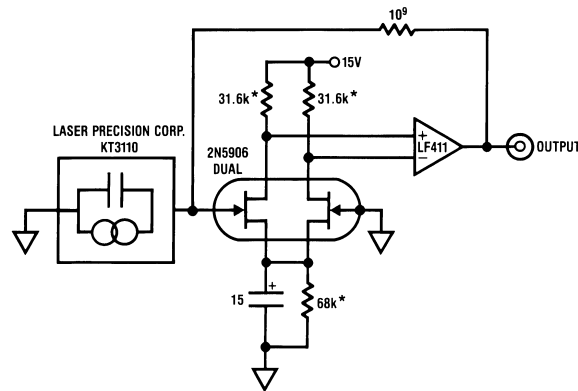 10⁹
15V
31.6k*
31.6k*
LASER PRECISION CORP.
KT3110
2N5906
DUAL
+
LF411
−
OUTPUT
+
15
68k*